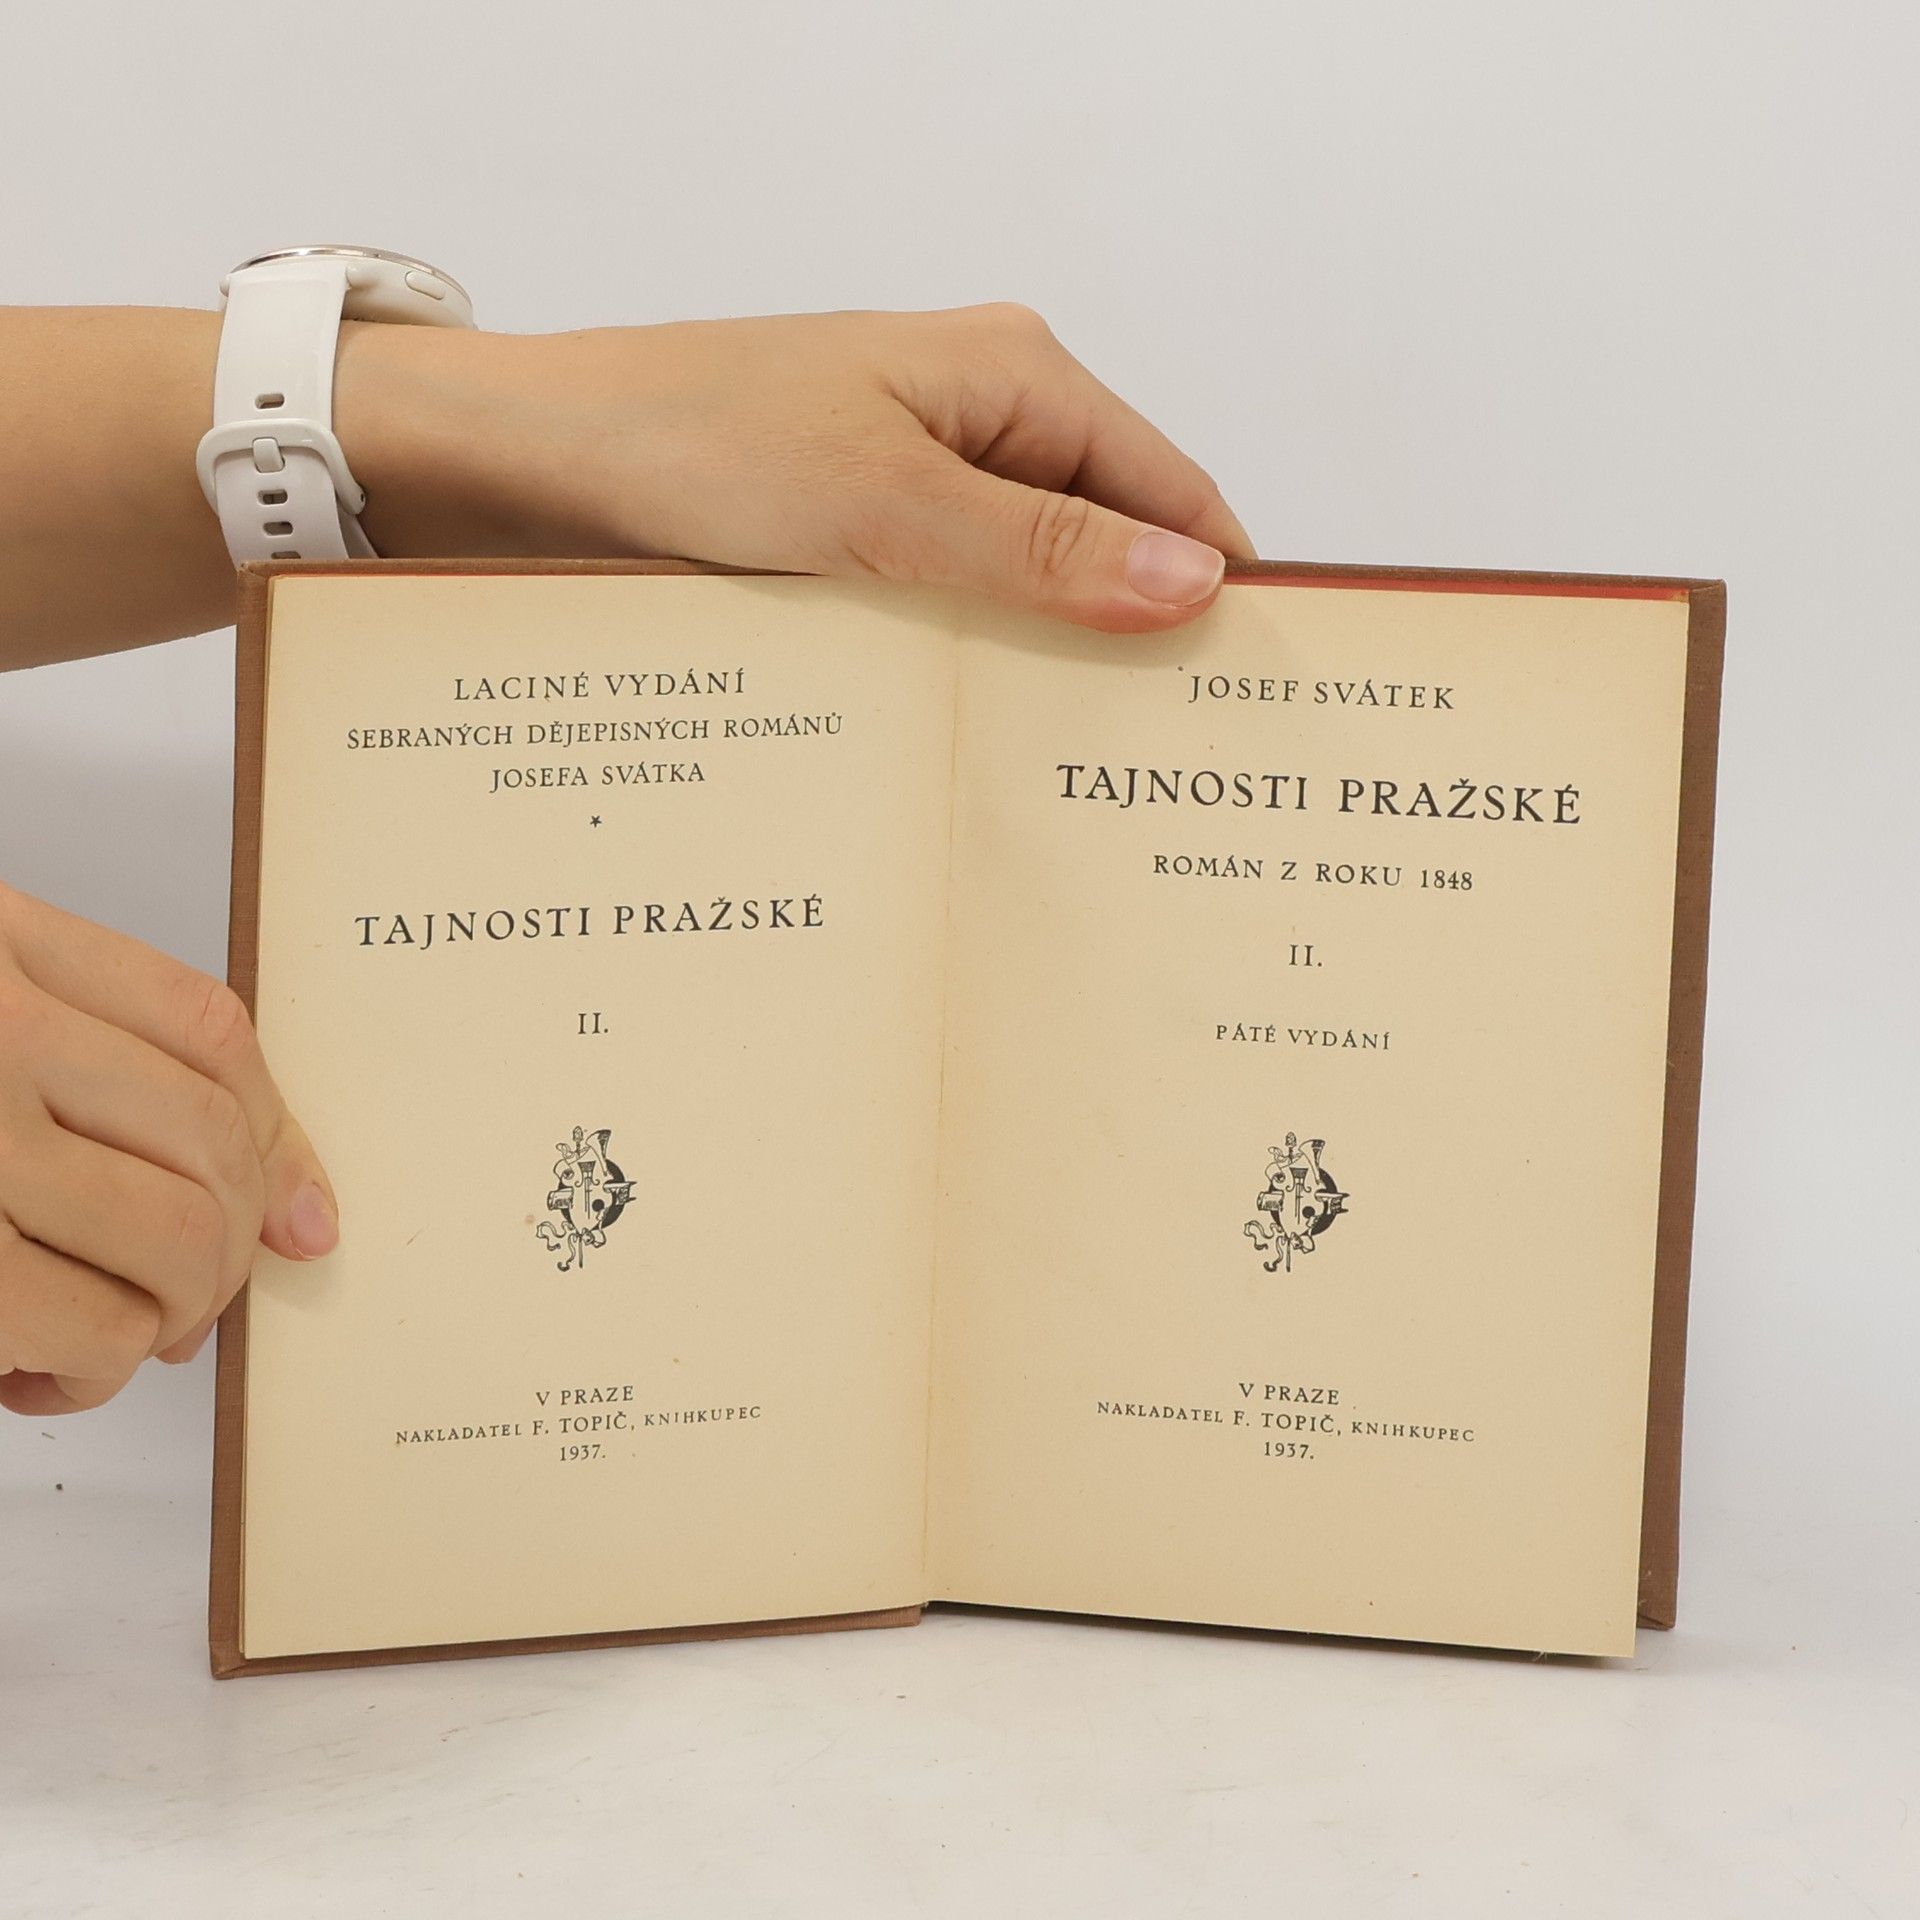 LACINÉ VYDÁNÍ
SEBRANÝCH DĚJEPISNÝCH ROMÁNŮ
JOSEFA SVÁTKA
*
TAJNOSTI PRAŽSKÉ
II.
V PRAZE
NAKLADATEL F. TOPIČ, KNIHKUPEC
1937.
JOSEF SVÁTEK
TAJNOSTI PRAŽSKÉ
ROMÁN Z ROKU 1848
II.
PÁTÉ VYDÁNÍ
V PRAZE
NAKLADATEL F. TOPIČ, KNIHKUPEC
1937.